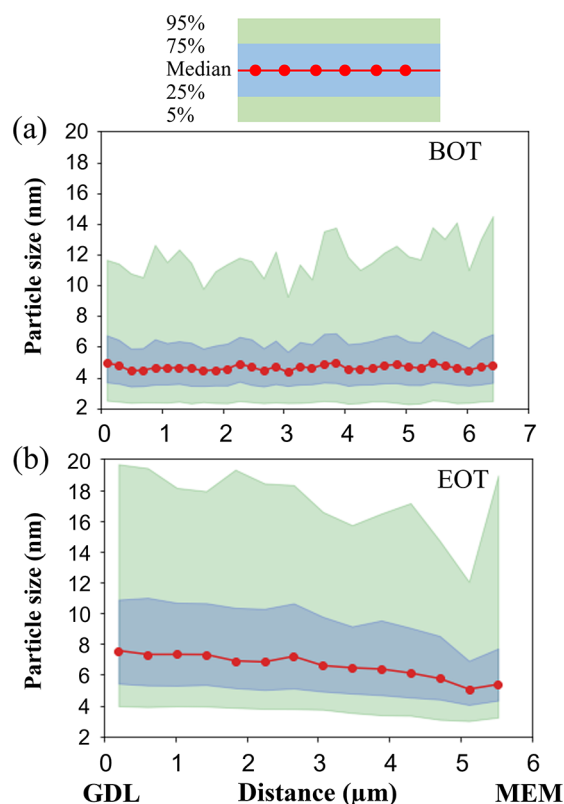 95%
75%
Median
25%
5%
(a)
BOT
Particle size (nm)
20
18
16
14
12
10
8
6
4
2
0 1 2 3 4 5 6 7
(b)
EOT
Particle size (nm)
20
18
16
14
12
10
8
6
4
2
0 1 2 3 4 5 6
GDL Distance (µm) MEM